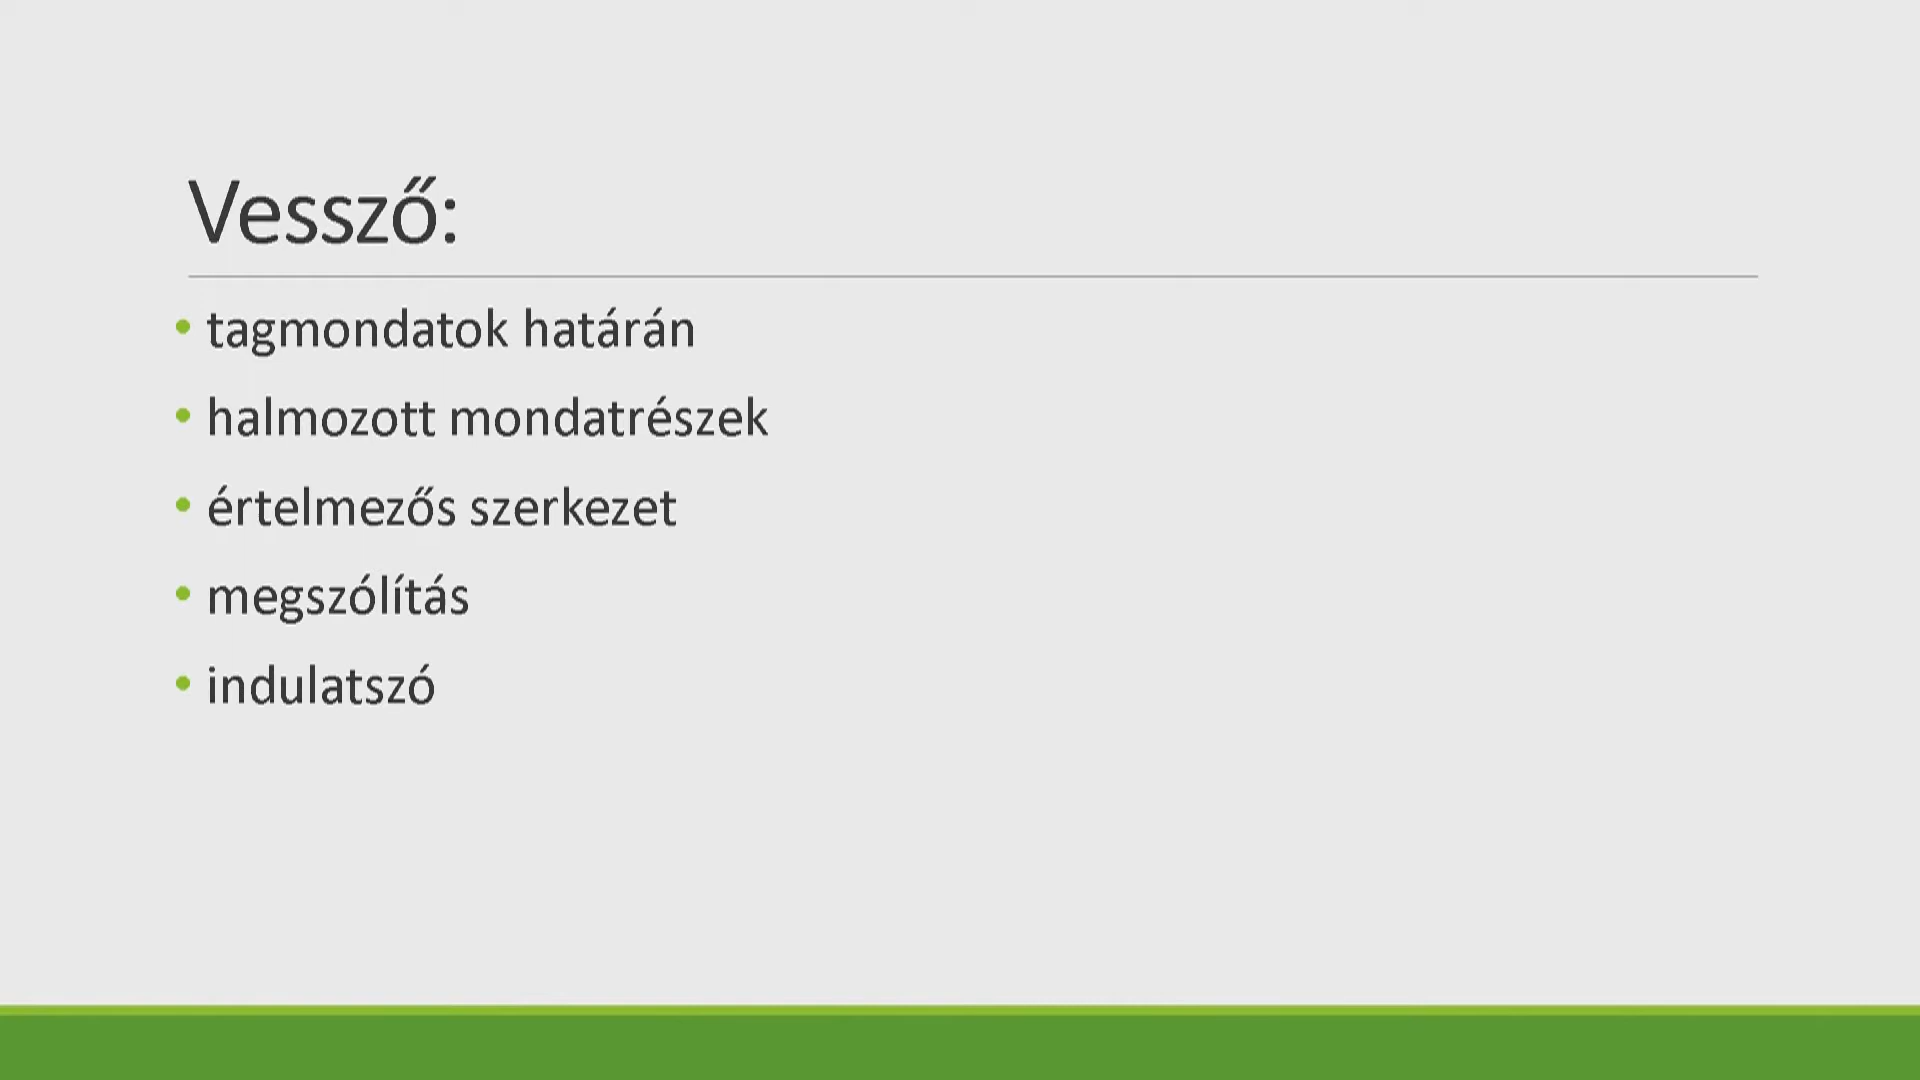 Vessző:
• tagmondatok határán
• halmozott mondatrészek
• értelmezős szerkezet
• megszólítás
• indulatszó